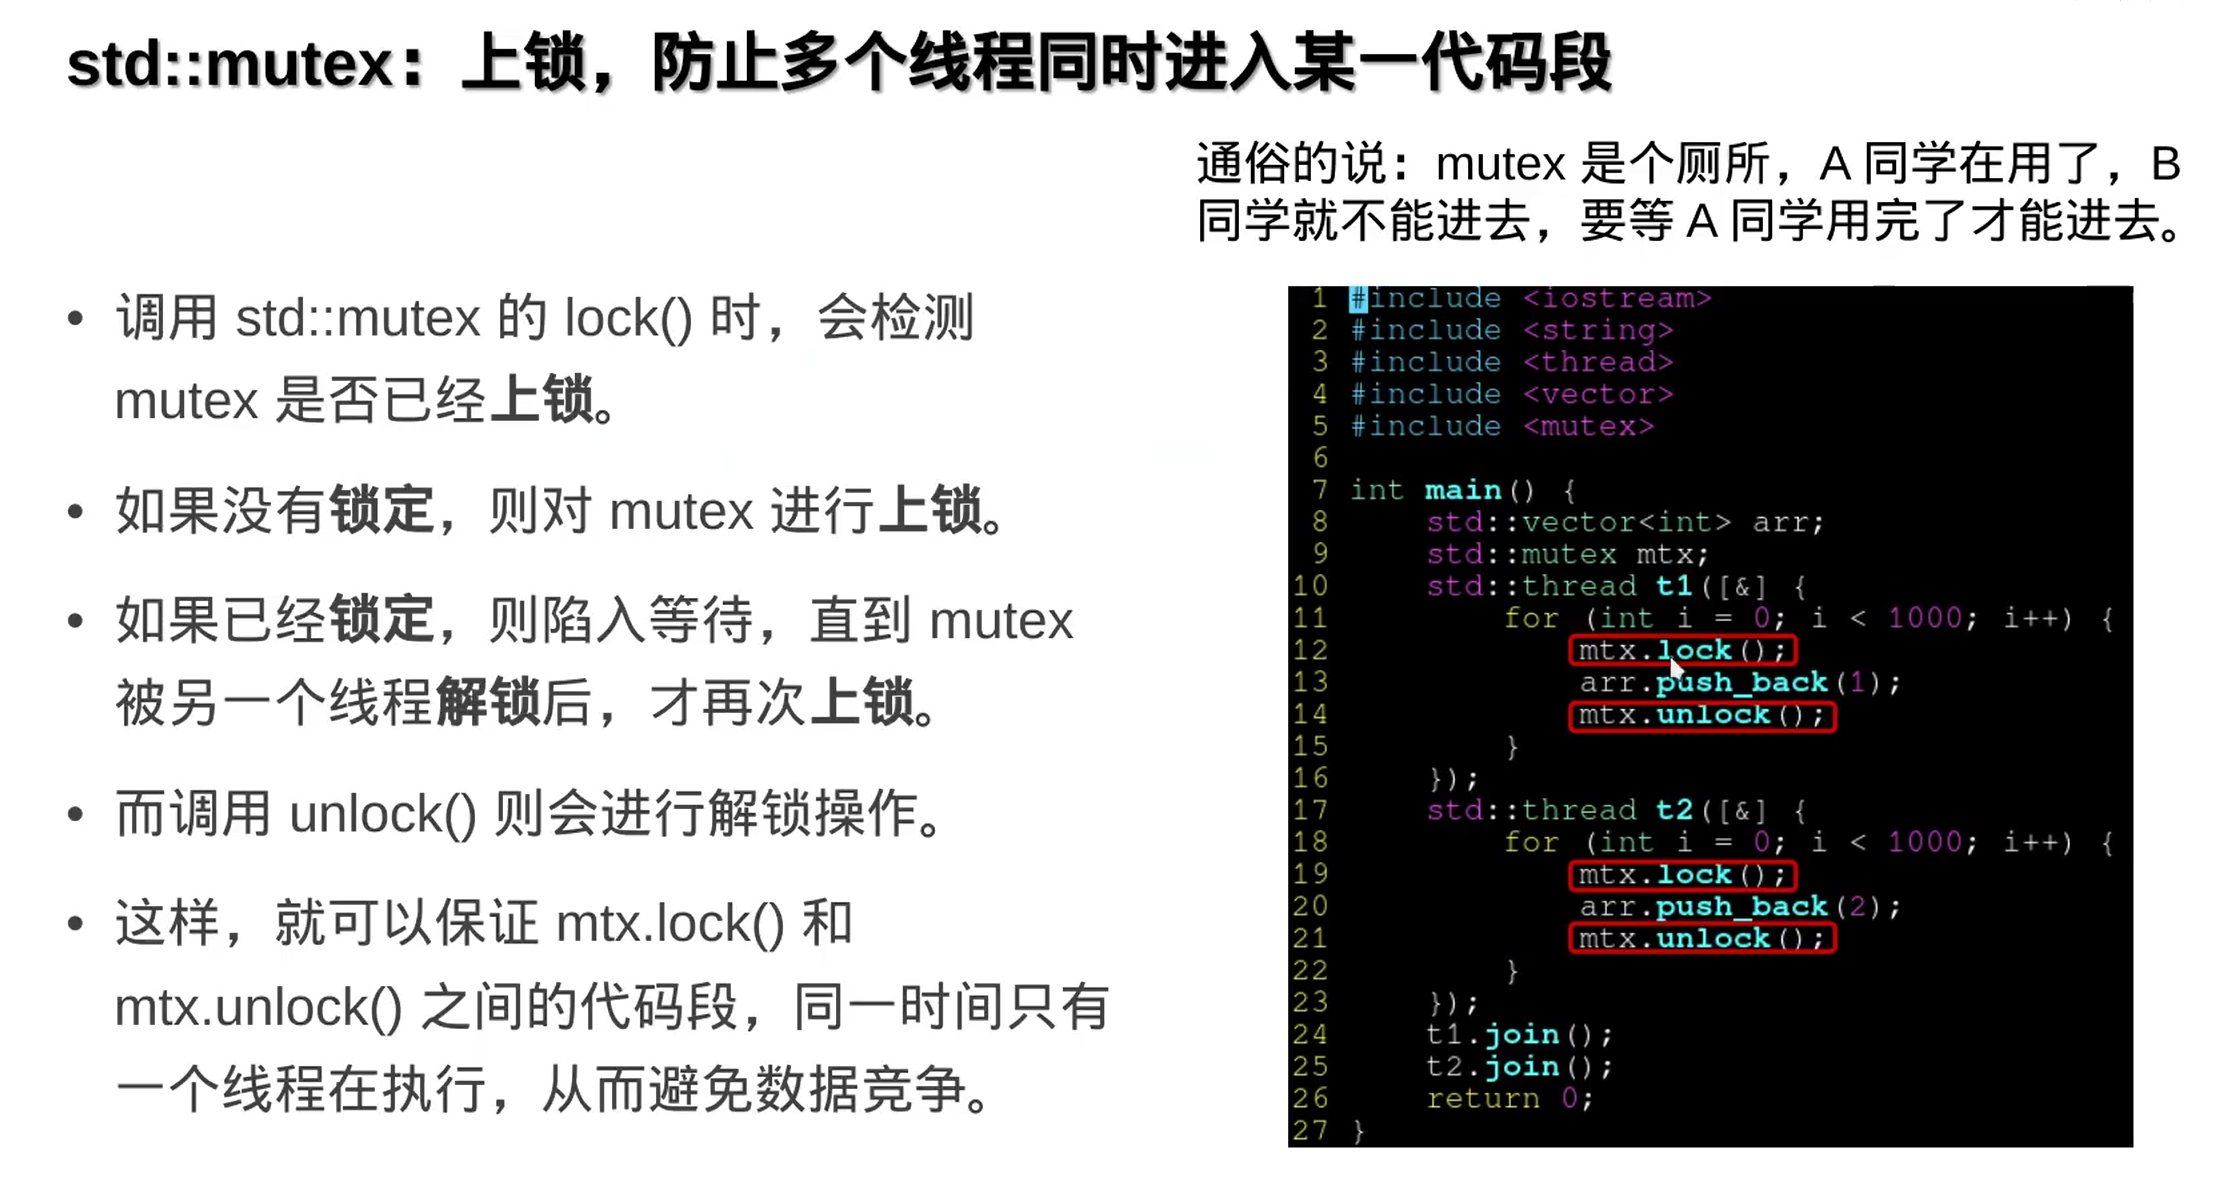 std::mutex：上锁，防止多个线程同时进入某一代码段
通俗的说：mutex 是个厕所，A 同学在用了，B
同学就不能进去，要等 A 同学用完了才能进去。
• 调用 std::mutex 的 lock() 时，会检测
mutex 是否已经上锁。
• 如果没有锁定，则对 mutex 进行上锁。
• 如果已经锁定，则陷入等待，直到 mutex
被另一个线程解锁后，才再次上锁。
• 而调用 unlock() 则会进行解锁操作。
• 这样，就可以保证 mtx.lock() 和
mtx.unlock() 之间的代码段，同一时间只有
一个线程在执行，从而避免数据竞争。
1 #include <iostream>
2 #include <string>
3 #include <thread>
4 #include <vector>
5 #include <mutex>
6
7 int main() {
8     std::vector<int> arr;
9     std::mutex mtx;
10     std::thread t1([&] {
11         for (int i = 0; i < 1000; i++) {
12             mtx.lock();
13             arr.push_back(1);
14             mtx.unlock();
15         }
16     });
17     std::thread t2([&] {
18         for (int i = 0; i < 1000; i++) {
19             mtx.lock();
20             arr.push_back(2);
21             mtx.unlock();
22         }
23     });
24     t1.join();
25     t2.join();
26     return 0;
27 }